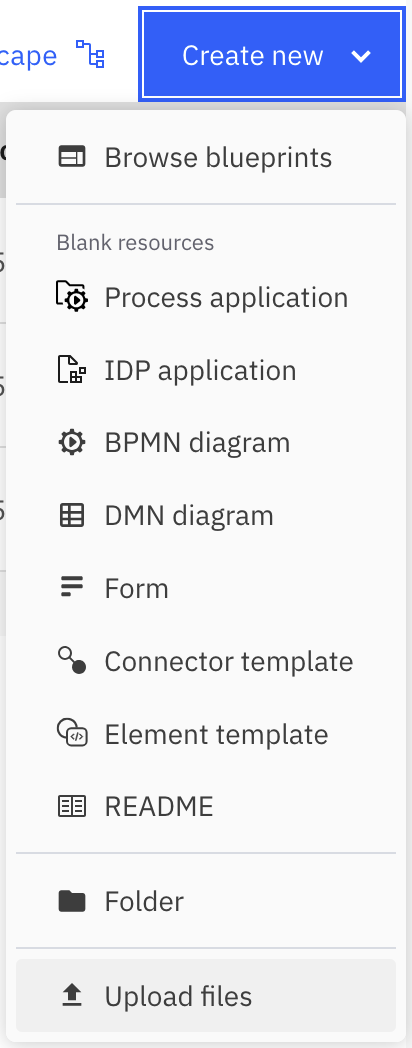 cape
Create new
Browse blueprints
Blank resources
Process application
IDP application
BPMN diagram
DMN diagram
Form
Connector template
Element template
README
Folder
Upload files